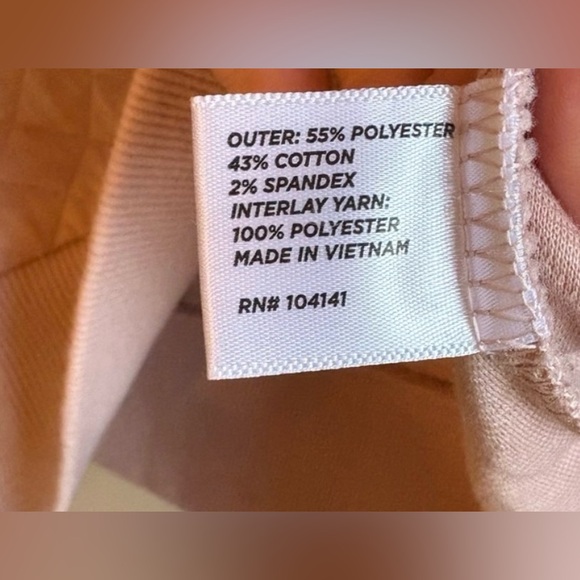 OUTER: 55% POLYESTER
43% COTTON
2% SPANDEX
INTERLAY YARN:
100% POLYESTER
MADE IN VIETNAM
RN# 104141